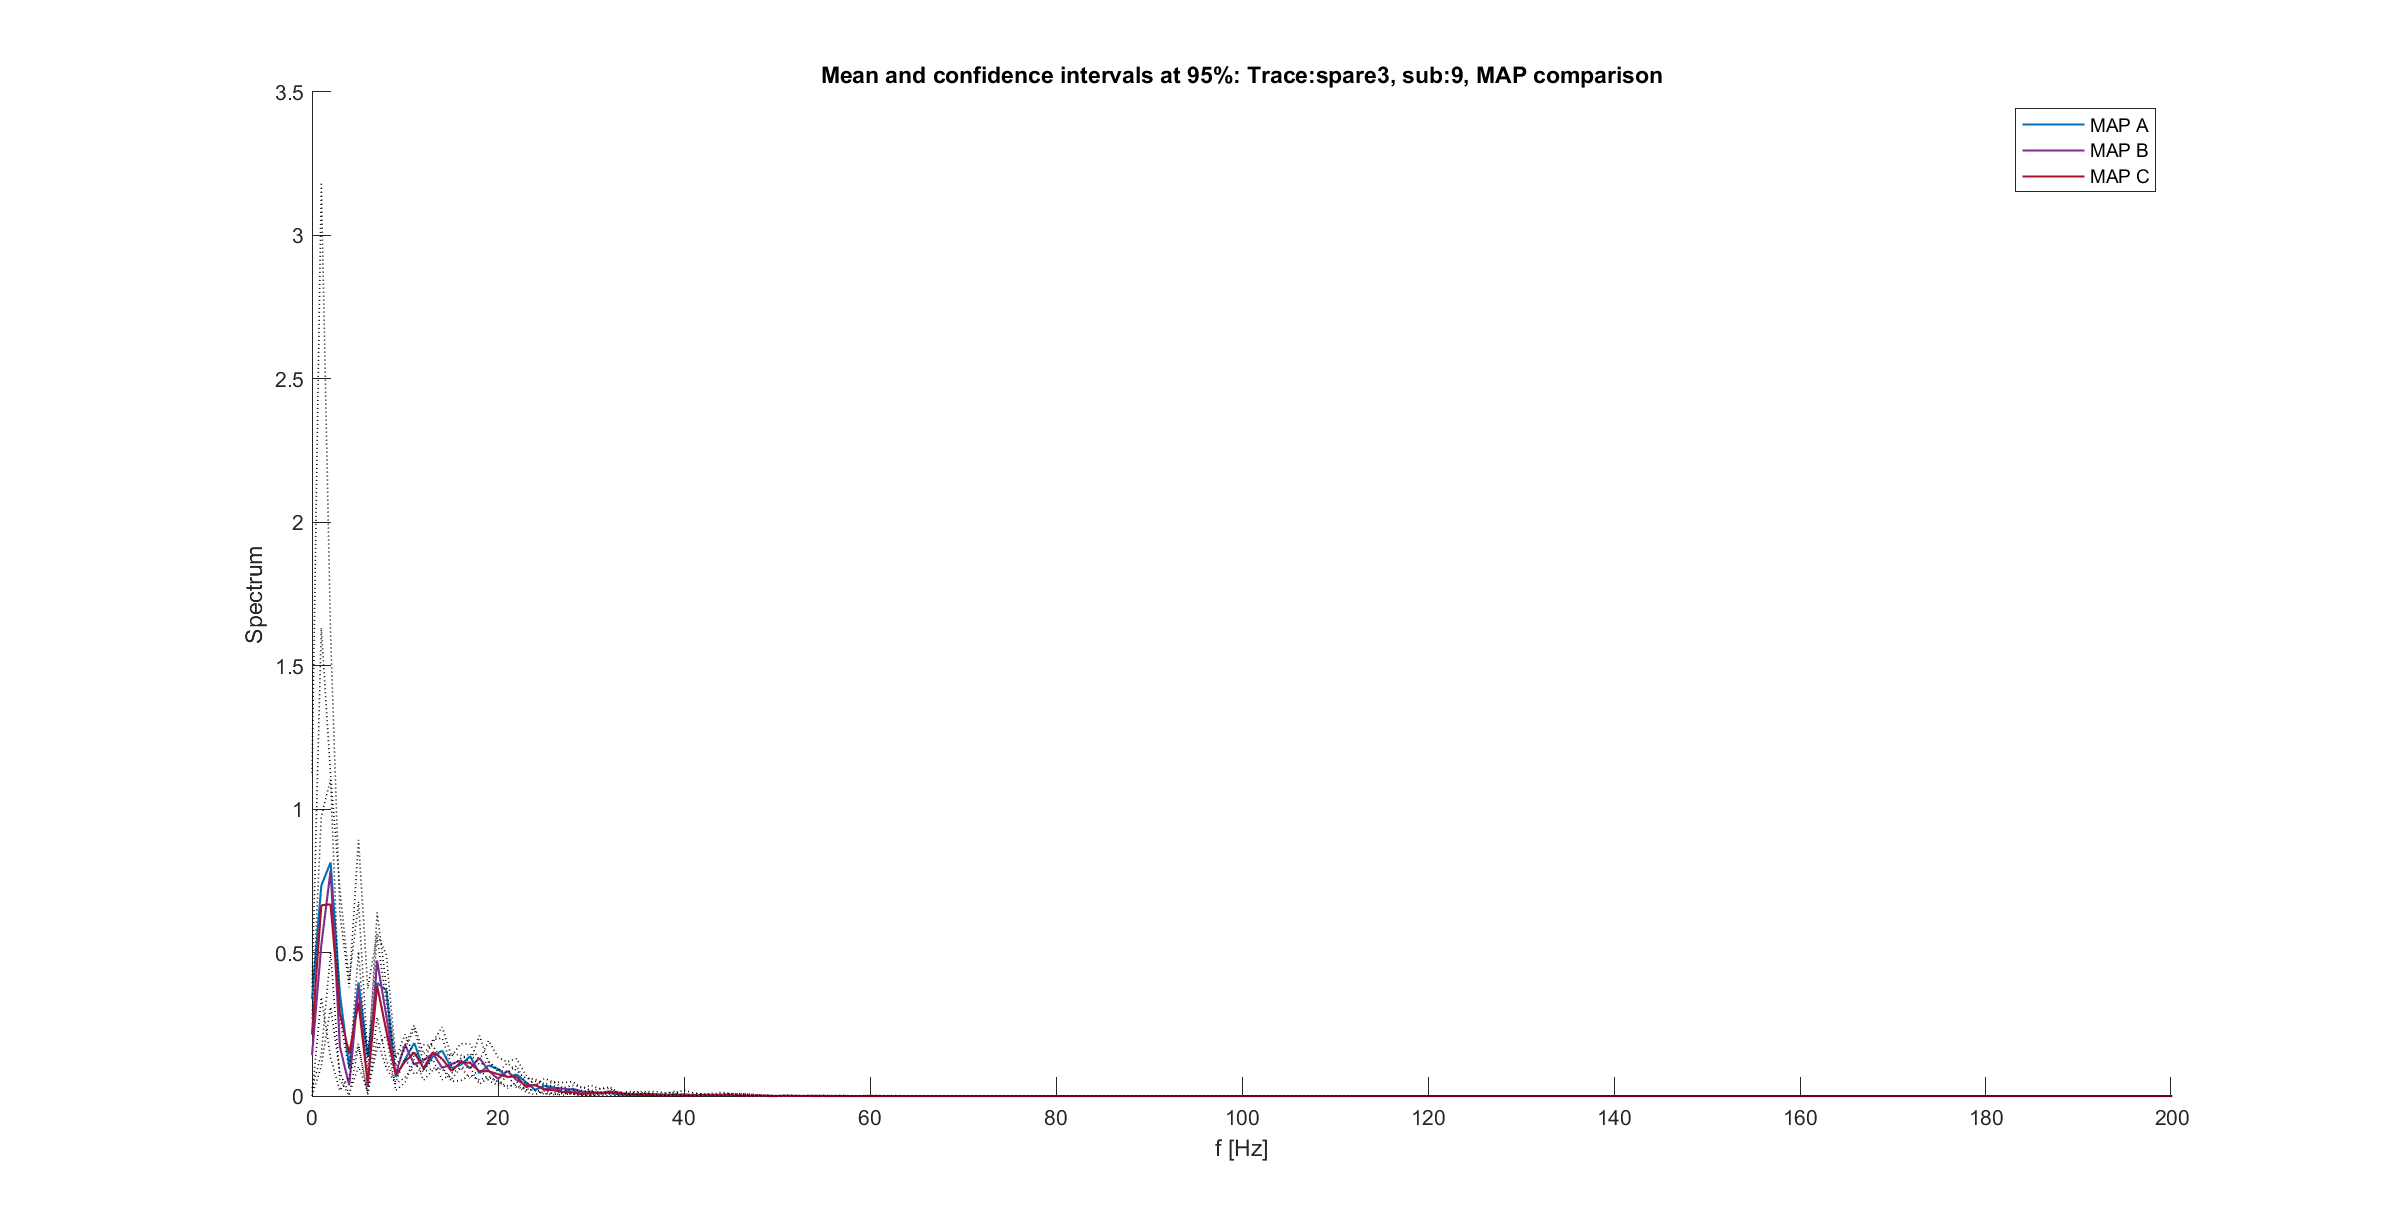 Mean and confidence intervals at 95%: Trace:spare3, sub:9, MAP comparison
3.5
3
2.5
2
1.5
1
0.5
0
Spectrum
MAP A
MAP B
MAP C
0 20 40 60 80 100 120 140 160 180 200
f [Hz]